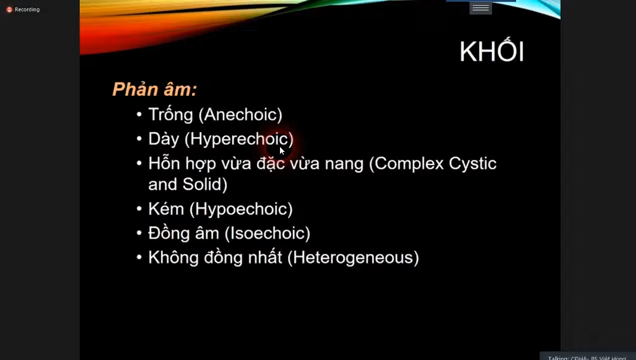 Recording
KHỐI
Phản âm:
• Trống (Anechoic)
• Dày (Hyperechoic)
• Hỗn hợp vừa đặc vừa nang (Complex Cystic
and Solid)
• Kém (Hypoechoic)
• Đồng âm (Isoechoic)
• Không đồng nhất (Heterogeneous)
Talking: